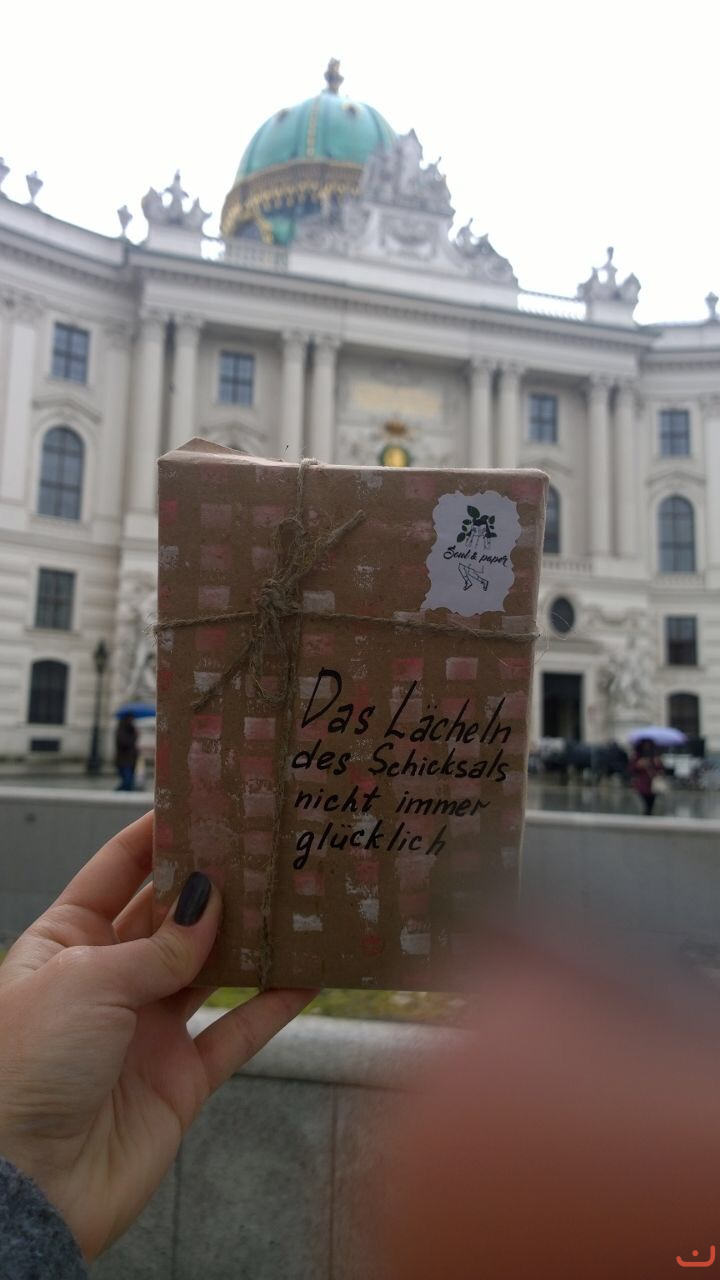 Soul & paper
Das Lächeln
des Schicksals
nicht immer
glücklich